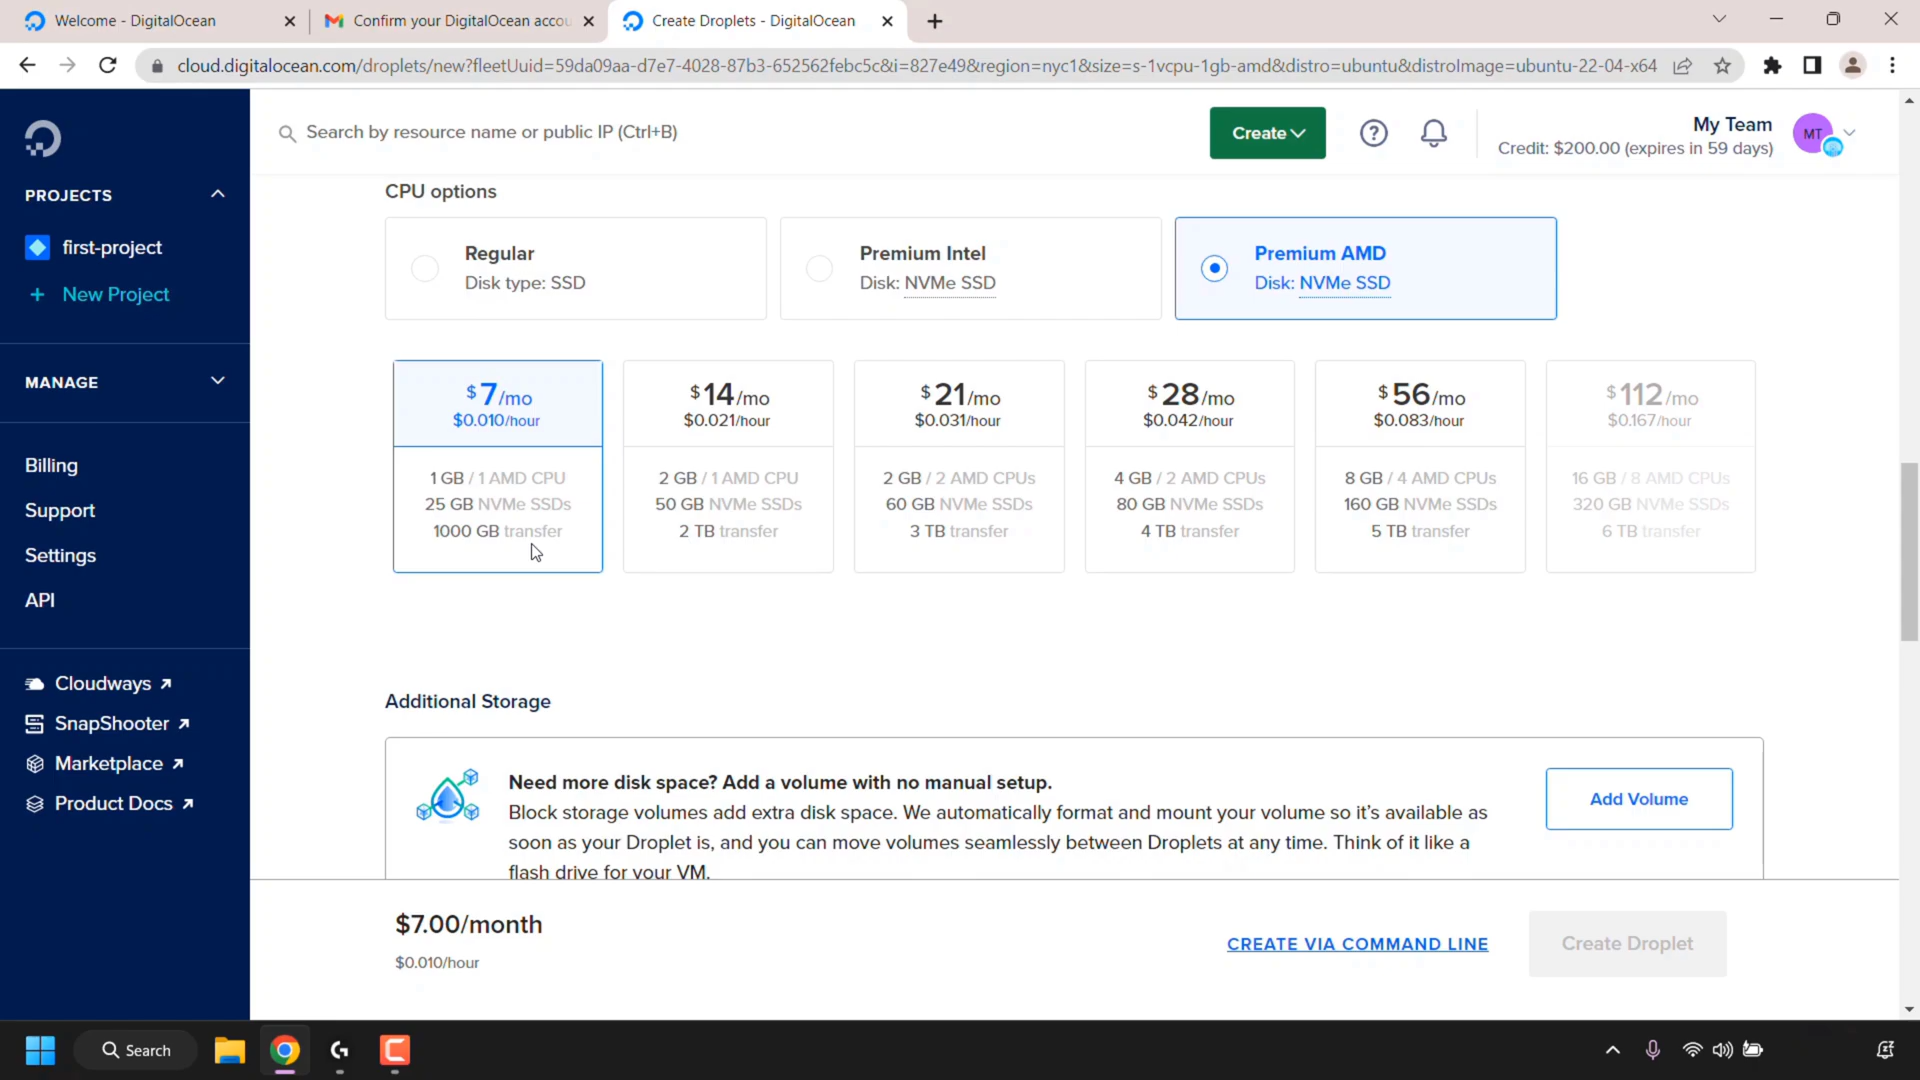 Welcome - DigitalOcean
Confirm your DigitalOcean accou
Create Droplets - DigitalOcean
cloud.digitalocean.com/droplets/new?fleetUuid=59da09aa-d7e7-4028-87b3-652562febc5c&i=827e49&region=nyc1&size=s-1vcpu-1gb-amd&distro=ubuntu&distroImage=ubuntu-22-04-x64
Search by resource name or public IP (Ctrl+B)
Create
My Team
Credit: $200.00 (expires in 59 days)
MT
PROJECTS
first-project
New Project
MANAGE
Billing
Support
Settings
API
Cloudways
SnapShooter
Marketplace
Product Docs
CPU options
Regular
Disk type: SSD
Premium Intel
Disk: NVMe SSD
Premium AMD
Disk: NVMe SSD
$7/mo
$0.010/hour
1 GB / 1 AMD CPU
25 GB NVMe SSDs
1000 GB transfer
$14/mo
$0.021/hour
2 GB / 1 AMD CPU
50 GB NVMe SSDs
2 TB transfer
$21/mo
$0.031/hour
2 GB / 2 AMD CPUs
60 GB NVMe SSDs
3 TB transfer
$28/mo
$0.042/hour
4 GB / 2 AMD CPUs
80 GB NVMe SSDs
4 TB transfer
$56/mo
$0.083/hour
8 GB / 4 AMD CPUs
160 GB NVMe SSDs
5 TB transfer
$112/mo
$0.167/hour
16 GB / 8 AMD CPUs
320 GB NVMe SSDs
6 TB transfer
Additional Storage
Need more disk space? Add a volume with no manual setup.
Block storage volumes add extra disk space. We automatically format and mount your volume so it's available as
soon as your Droplet is, and you can move volumes seamlessly between Droplets at any time. Think of it like a
flash drive for your VM.
Add Volume
$7.00/month
$0.010/hour
CREATE VIA COMMAND LINE
Create Droplet
Search